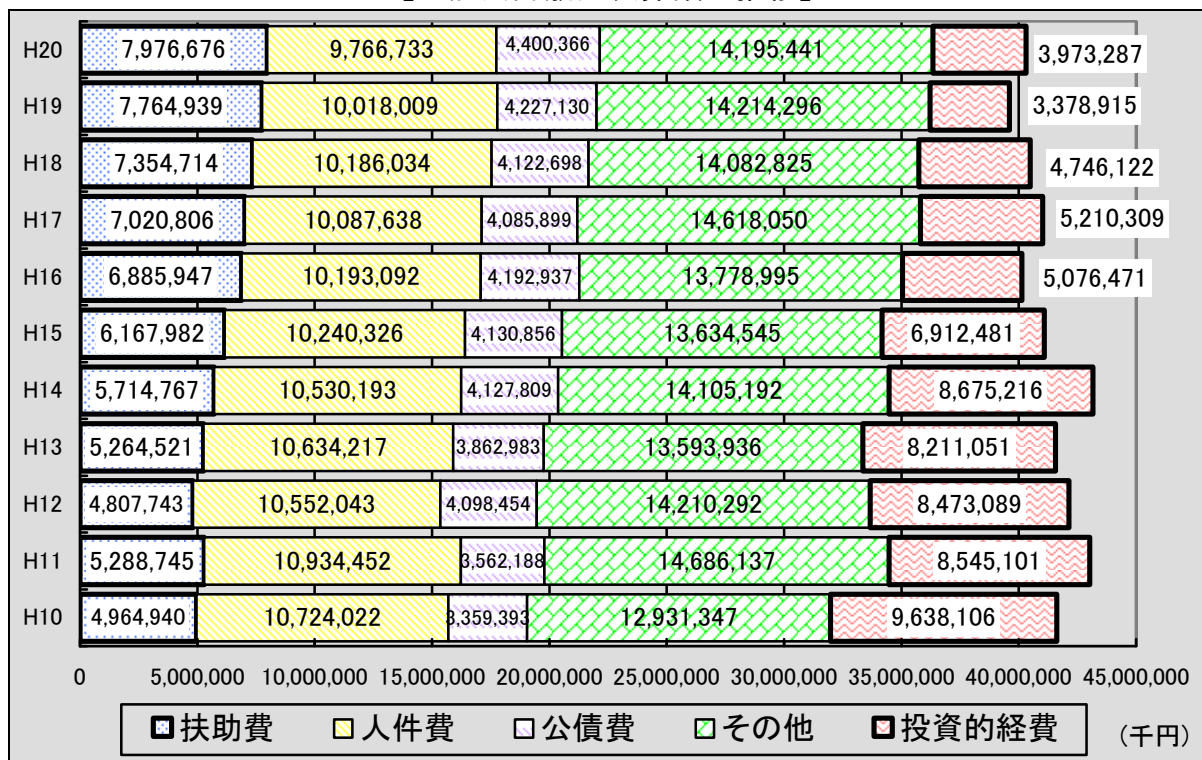 H20 7,976,676 9,766,733 4,400,366 14,195,441 3,973,287
H19 7,764,939 10,018,009 4,227,130 14,214,296 3,378,915
H18 7,354,714 10,186,034 4,122,698 14,082,825 4,746,122
H17 7,020,806 10,087,638 4,085,899 14,618,050 5,210,309
H16 6,885,947 10,193,092 4,192,937 13,778,995 5,076,471
H15 6,167,982 10,240,326 4,130,856 13,634,545 6,912,481
H14 5,714,767 10,530,193 4,127,809 14,105,192 8,675,216
H13 5,264,521 10,634,217 3,862,983 13,593,936 8,211,051
H12 4,807,743 10,552,043 4,098,454 14,210,292 8,473,089
H11 5,288,745 10,934,452 3,562,188 14,686,137 8,545,101
H10 4,964,940 10,724,022 3,359,393 12,931,347 9,638,106
0 5,000,000 10,000,000 15,000,000 20,000,000 25,000,000 30,000,000 35,000,000 40,000,000 45,000,000
扶助費 人件費 公債費 その他 投資的経費 (千円)